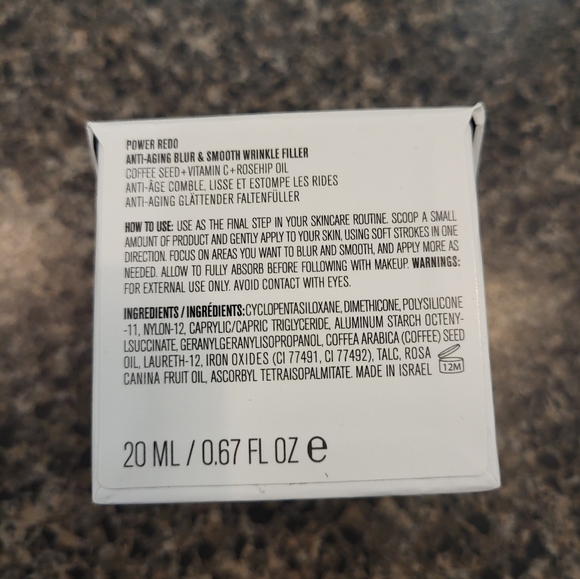 POWER REDO
ANTI-AGING BLUR & SMOOTH WRINKLE FILLER
COFFEE SEED+VITAMIN C+ROSEHIP OIL
ANTI-ÂGE COMBLE, LISSE ET ESTOMPE LES RIDES
ANTI-AGING GLÄTTENDER FALTENFÜLLER
HOW TO USE: USE AS THE FINAL STEP IN YOUR SKINCARE ROUTINE. SCOOP A SMALL
AMOUNT OF PRODUCT AND GENTLY APPLY TO YOUR SKIN, USING SOFT STROKES IN ONE
DIRECTION. FOCUS ON AREAS YOU WANT TO BLUR AND SMOOTH, AND APPLY MORE AS
NEEDED. ALLOW TO FULLY ABSORB BEFORE FOLLOWING WITH MAKEUP. WARNINGS:
FOR EXTERNAL USE ONLY. AVOID CONTACT WITH EYES.
INGREDIENTS / INGRÉDIENTS:CYCLOPENTASILOXANE, DIMETHICONE, POLYSILICONE
-11, NYLON-12, CAPRYLIC/CAPRIC TRIGLYCERIDE, ALUMINUM STARCH OCTENY-
LSUCCINATE, GERANYLGERANYLISOPROPANOL, COFFEA ARABICA (COFFEE) SEED
OIL, LAURETH-12, IRON OXIDES (CI 77491, CI 77492), TALC, ROSA
CANINA FRUIT OIL, ASCORBYL TETRAISOPALMITATE. MADE IN ISRAEL
12M
20 ML / 0.67 FL OZ ℮